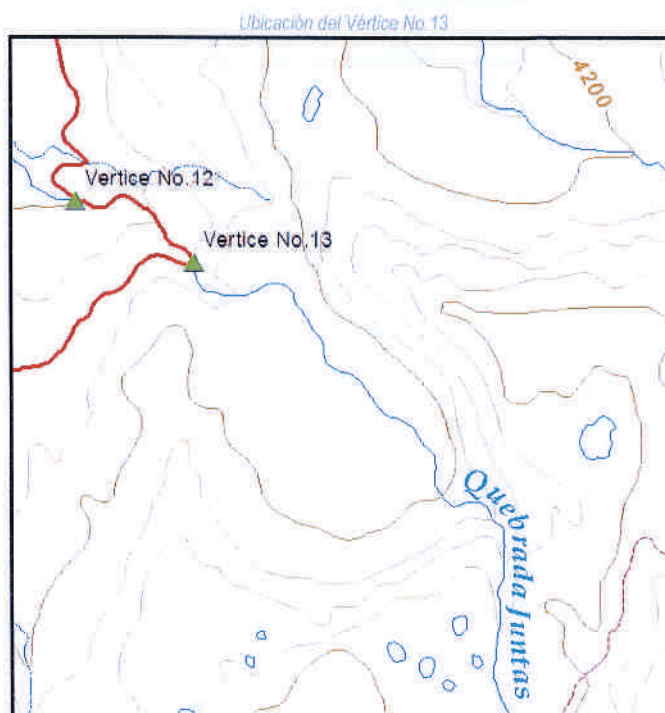 Ubicación del Vértice No.13
4200
Vertice No.12
Vertice No.13
Quebrada Juntas